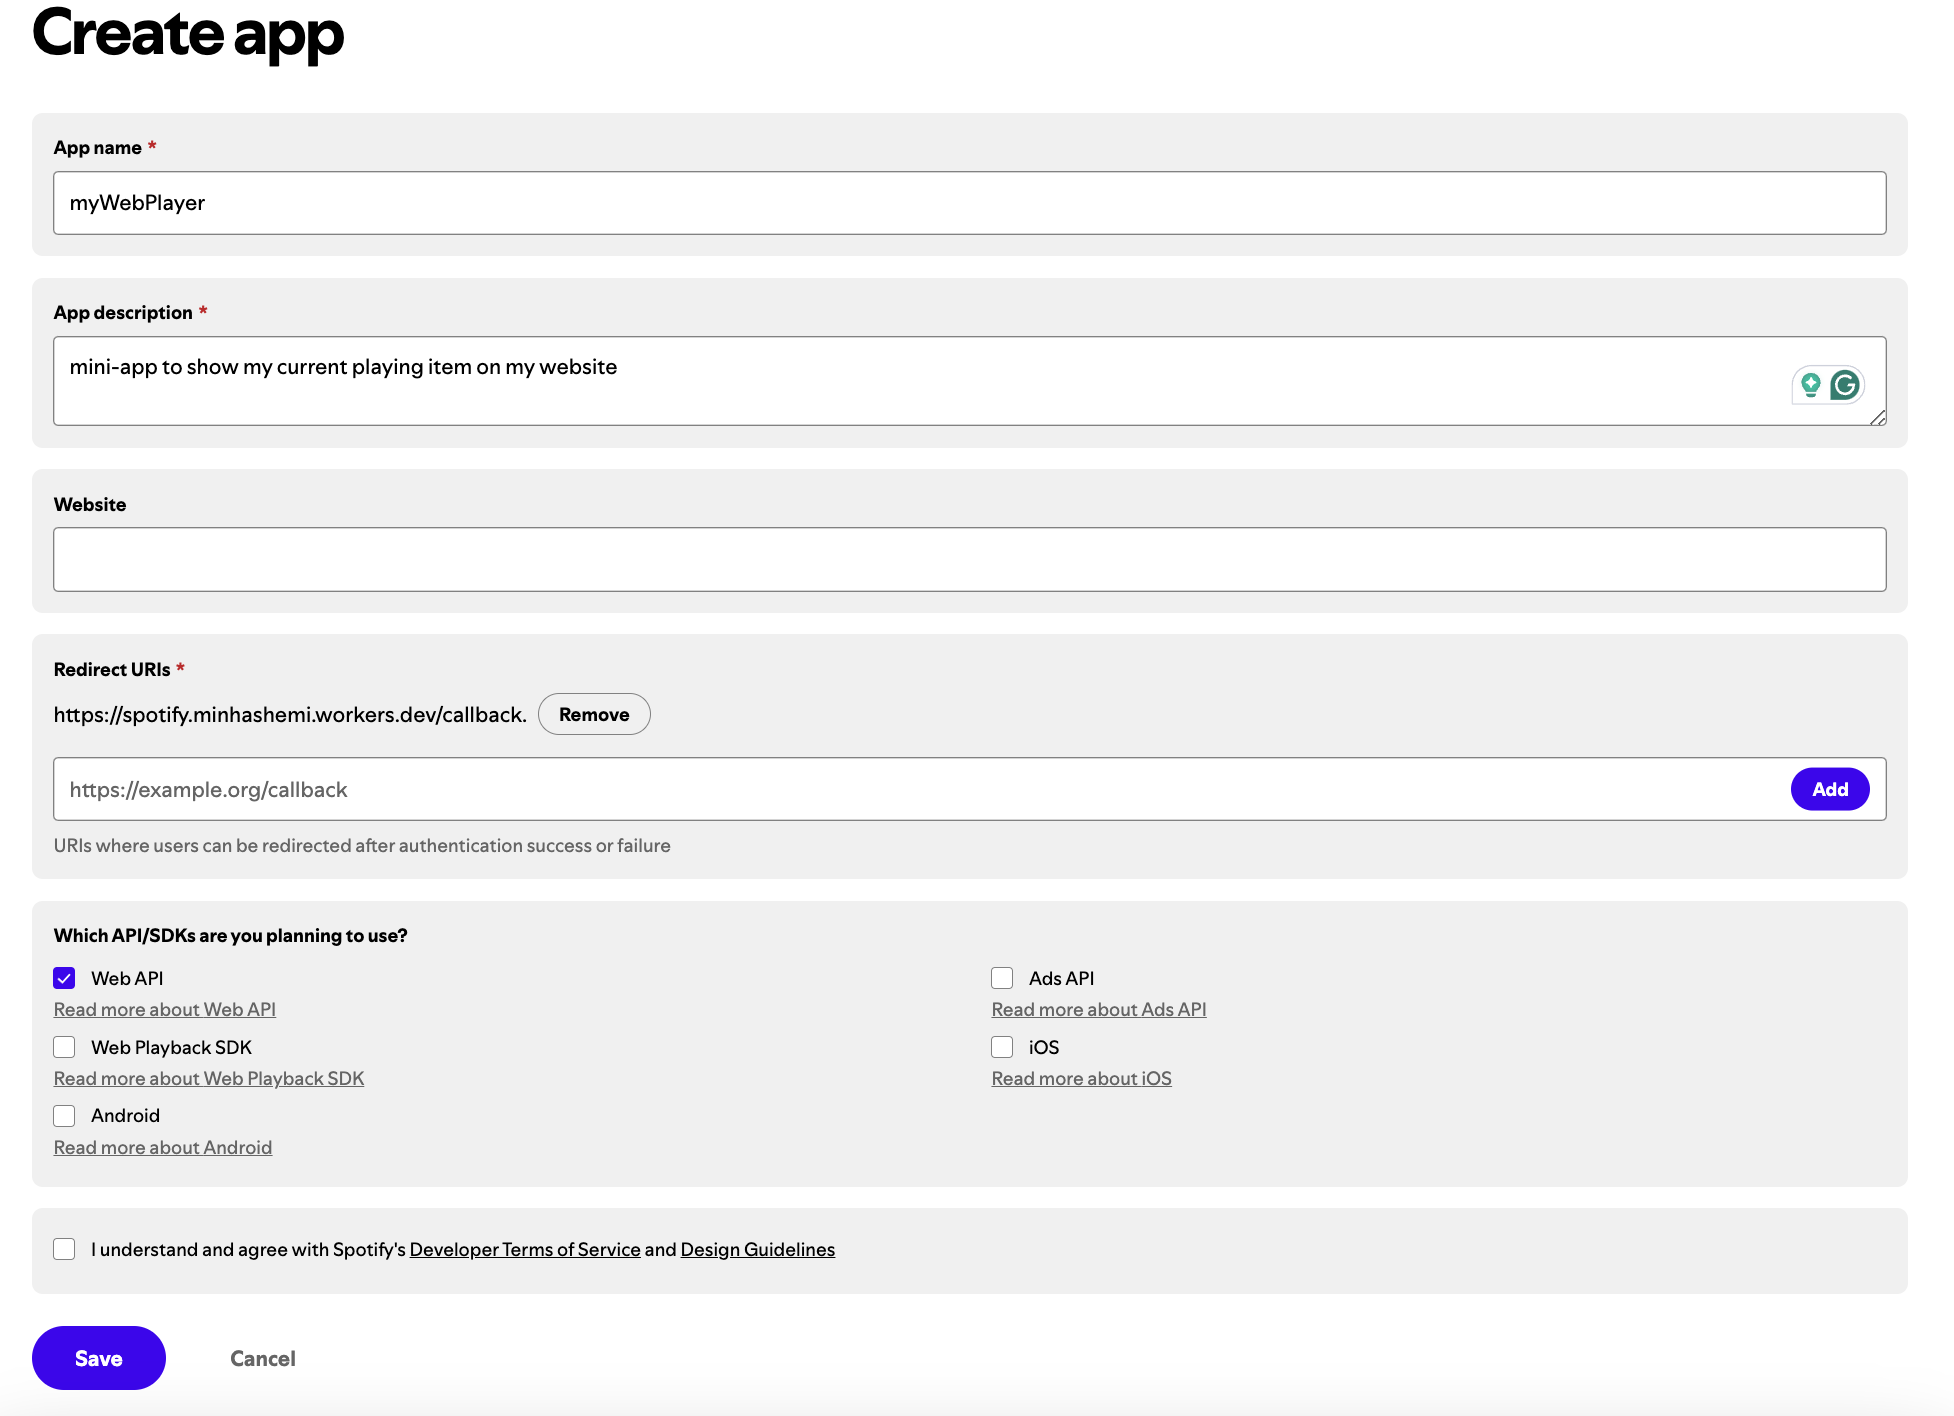 Create app
App name *
myWebPlayer
App description *
mini-app to show my current playing item on my website
Website
Redirect URIs *
https://spotify.minhashemi.workers.dev/callback. Remove
https://example.org/callback Add
URIs where users can be redirected after authentication success or failure
Which API/SDKs are you planning to use?
Web API
Read more about Web API
Web Playback SDK
Read more about Web Playback SDK
Android
Read more about Android
Ads API
Read more about Ads API
iOS
Read more about iOS
I understand and agree with Spotify's Developer Terms of Service and Design Guidelines
Save Cancel